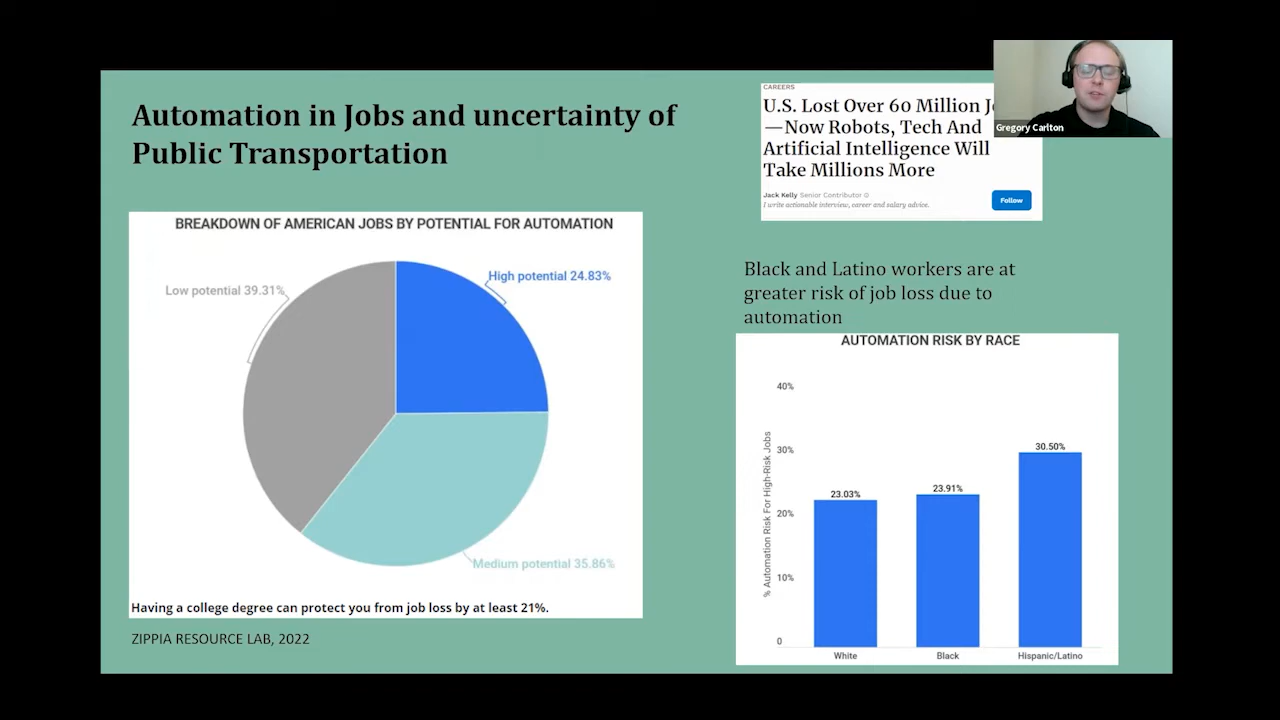 Automation in Jobs and uncertainty of
Public Transportation
BREAKDOWN OF AMERICAN JOBS BY POTENTIAL FOR AUTOMATION
High potential 24.83%
Low potential 39.31%
Medium potential 35.86%
Having a college degree can protect you from job loss by at least 21%.
ZIPPIA RESOURCE LAB, 2022
CAREERS
U.S. Lost Over 60 Million J
—Now Robots, Tech And
Artificial Intelligence Will
Take Millions More
Jack Kelly Senior Contributor
I write actionable interview, career and salary advice.
Follow
Gregory Carlton
Black and Latino workers are at
greater risk of job loss due to
automation
AUTOMATION RISK BY RACE
% Automation Risk For High-Risk Jobs
40%
30%
20%
10%
0
23.03%
23.91%
30.50%
White
Black
Hispanic/Latino